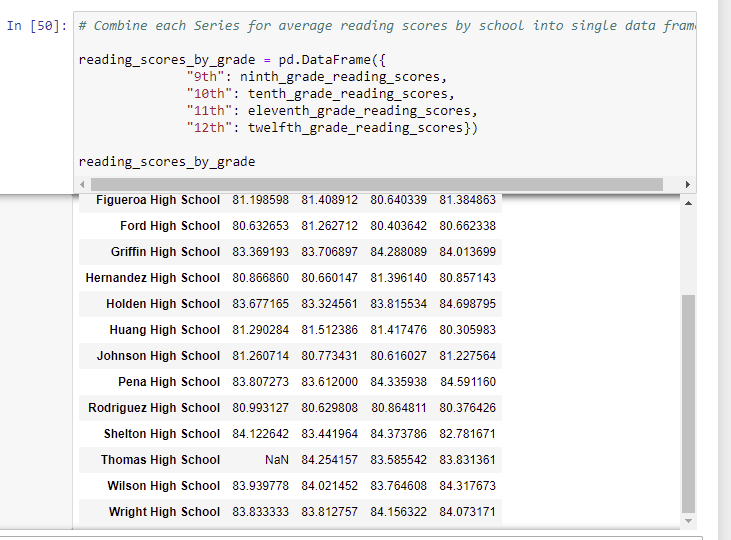 In [50]: # Combine each Series for average reading scores by school into single data fram
reading_scores_by_grade = pd.DataFrame({
"9th": ninth_grade_reading_scores,
"10th": tenth_grade_reading_scores,
"11th": eleventh_grade_reading_scores,
"12th": twelfth_grade_reading_scores})
reading_scores_by_grade
Figueroa High School 81.198598 81.408912 80.640339 81.384863
Ford High School 80.632653 81.262712 80.403642 80.662338
Griffin High School 83.369193 83.706897 84.288089 84.013699
Hernandez High School 80.866860 80.660147 81.396140 80.857143
Holden High School 83.677165 83.324561 83.815534 84.698795
Huang High School 81.290284 81.512386 81.417476 80.305983
Johnson High School 81.260714 80.773431 80.616027 81.227564
Pena High School 83.807273 83.612000 84.335938 84.591160
Rodriguez High School 80.993127 80.629808 80.864811 80.376426
Shelton High School 84.122642 83.441964 84.373786 82.781671
Thomas High School NaN 84.254157 83.585542 83.831361
Wilson High School 83.939778 84.021452 83.764608 84.317673
Wright High School 83.833333 83.812757 84.156322 84.073171